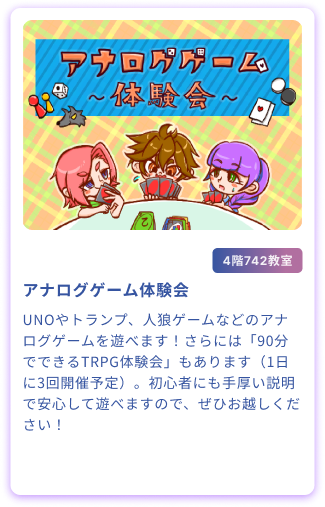 アナログゲーム
～体験会～
4階742教室
アナログゲーム体験会
UNOやトランプ、人狼ゲームなどのアナ
ログゲームを遊べます！さらには「90分
でできるTRPG体験会」もあります（1日
に3回開催予定）。初心者にも手厚い説明
で安心して遊べますので、ぜひお越しくだ
さい！